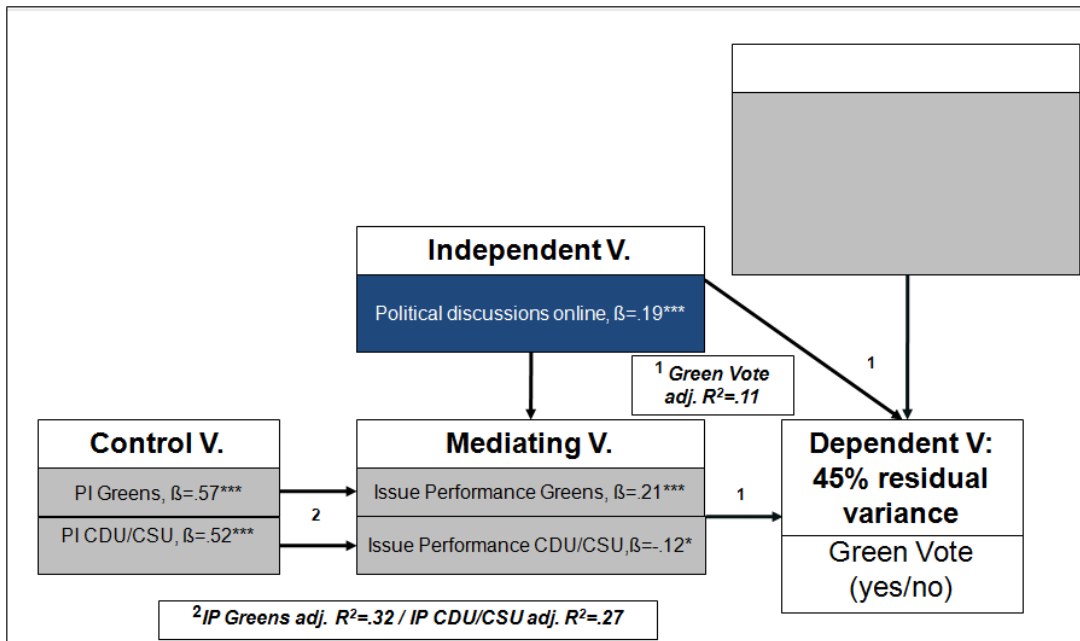 Independent V.
Political discussions online, ß=.19***
1
1 Green Vote
adj. R²=.11
Control V.
PI Greens, ß=.57***
PI CDU/CSU, ß=.52***
2
Mediating V.
Issue Performance Greens, ß=.21***
Issue Performance CDU/CSU,ß=-.12*
1
Dependent V:
45% residual
variance
Green Vote
(yes/no)
2IP Greens adj. R²=.32 / IP CDU/CSU adj. R²=.27